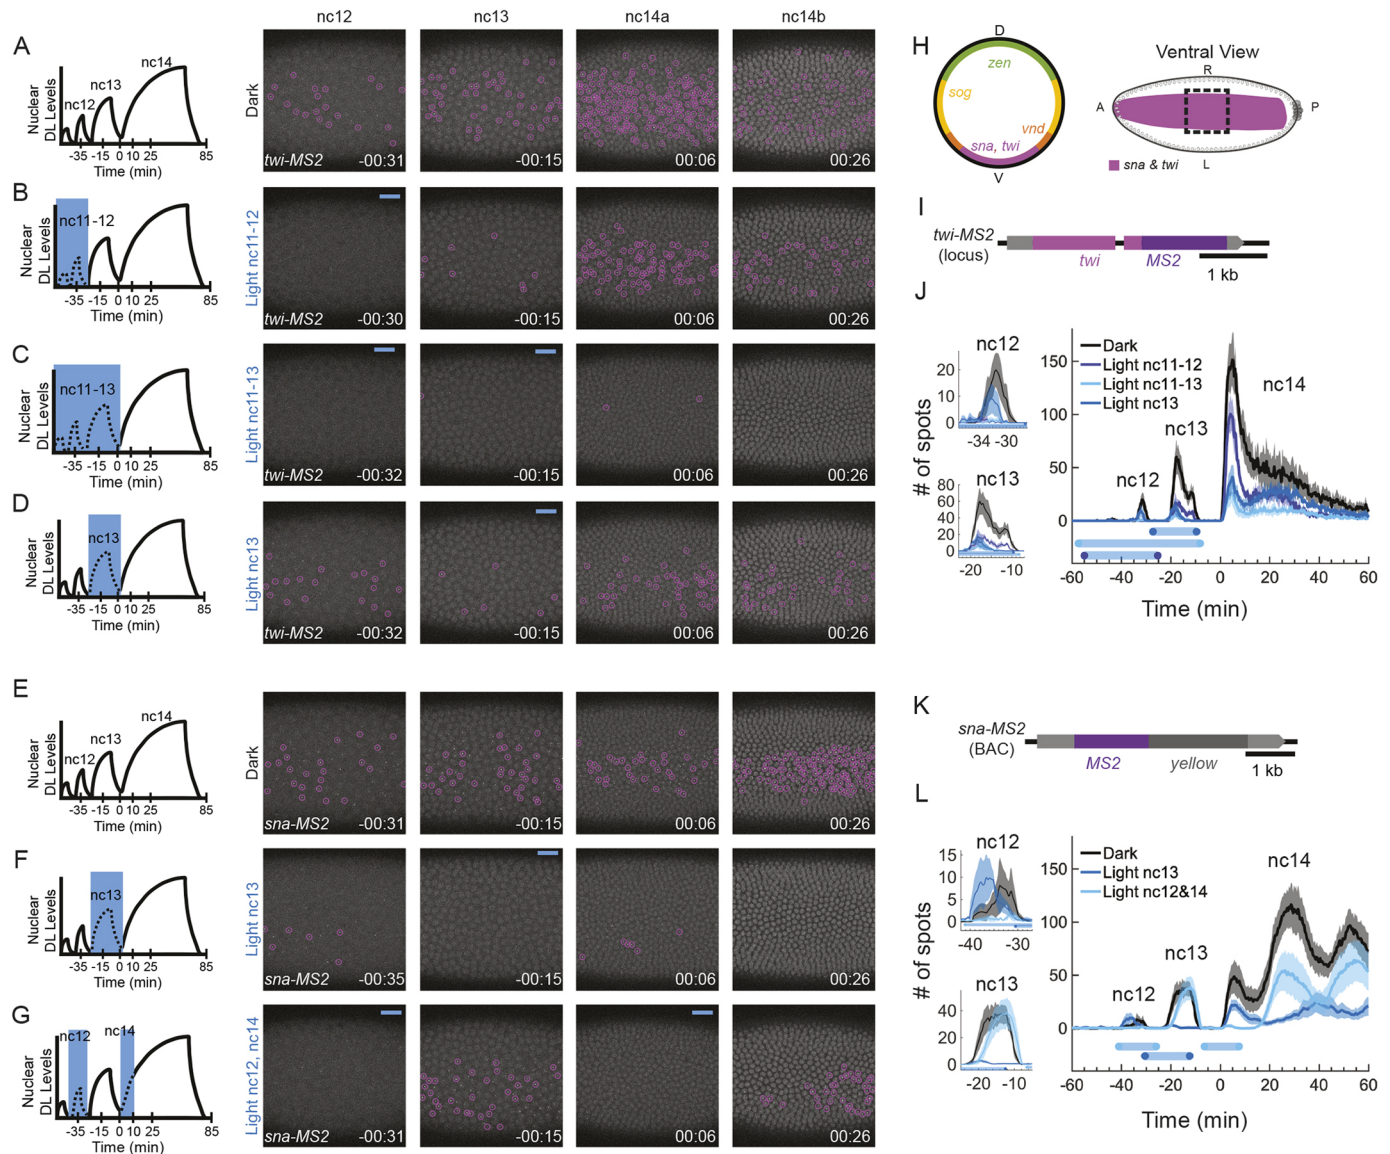 nc12 nc13 nc14a nc14b
A
Nuclear
DL Levels
nc12
nc13
nc14
-35 -15 0 10 25 85
Time (min)
Dark
twi-MS2 -00:31
-00:15
00:06
00:26
B
Nuclear
DL Levels
nc11-12
-35 -15 0 10 25 85
Time (min)
Light nc11-12
twi-MS2 -00:30
-00:15
00:06
00:26
C
Nuclear
DL Levels
nc11-13
-35 -15 0 10 25 85
Time (min)
Light nc11-13
twi-MS2 -00:32
-00:15
00:06
00:26
D
Nuclear
DL Levels
nc13
-35 -15 0 10 25 85
Time (min)
Light nc13
twi-MS2 -00:32
-00:15
00:06
00:26
E
Nuclear
DL Levels
nc12
nc13
nc14
-35 -15 0 10 25 85
Time (min)
Dark
sna-MS2 -00:31
-00:15
00:06
00:26
F
Nuclear
DL Levels
nc13
-35 -15 0 10 25 85
Time (min)
Light nc13
sna-MS2 -00:35
-00:15
00:06
00:26
G
Nuclear
DL Levels
nc12 nc14
-35 -15 0 10 25 85
Time (min)
Light nc12, nc14
sna-MS2 -00:31
-00:15
00:06
00:26
H
D
zen
sog
vnd
sna, twi
V
Ventral View
R
A
P
L
sna & twi
I
twi-MS2
(locus)
twi MS2
1 kb
J
# of spots
nc12
20
10
0
-34 -30
nc13
80
60
40
20
0
-20 -10
Dark
Light nc11-12
Light nc11-13
Light nc13
nc12
nc13
nc14
150
100
50
0
-60 -40 -20 0 20 40 60
Time (min)
K
sna-MS2
(BAC)
MS2 yellow
1 kb
L
# of spots
nc12
15
10
5
0
-40 -30
nc13
40
20
0
-20 -10
Dark
Light nc13
Light nc12&14
nc12
nc13
nc14
150
100
50
0
-60 -40 -20 0 20 40 60
Time (min)